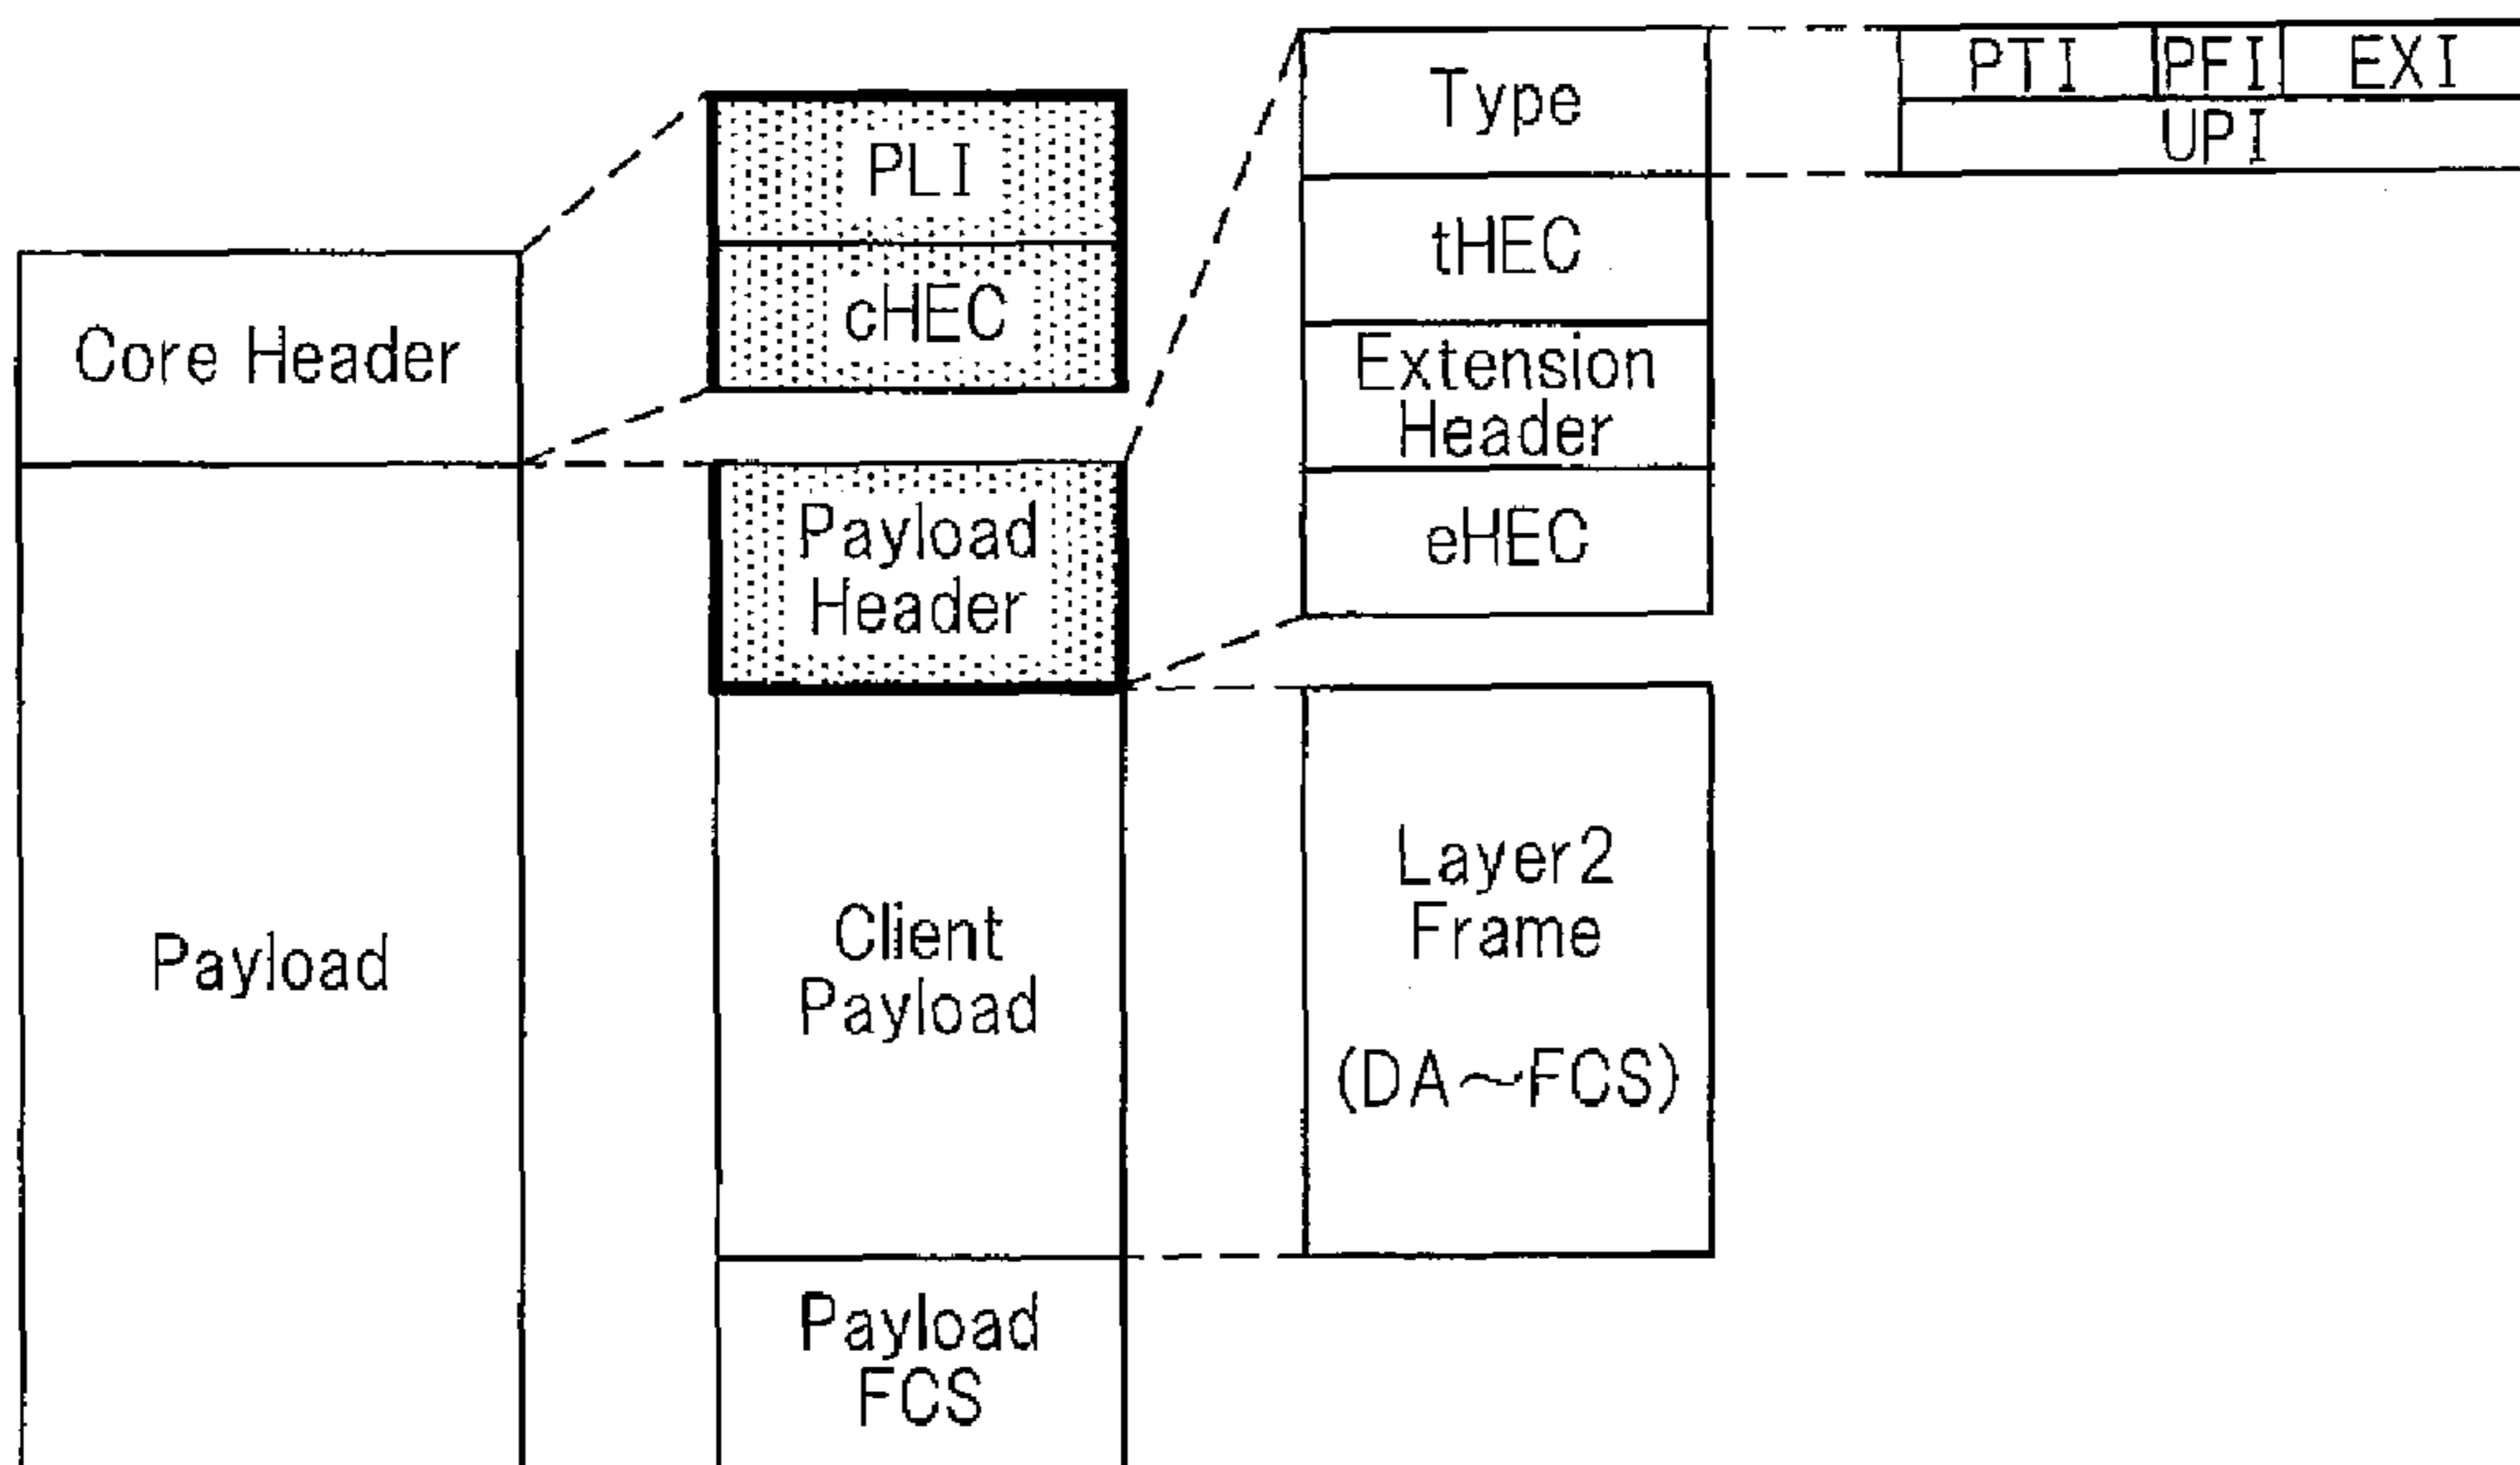 Core Header
Payload
PLI
cHEC
Payload
Header
Client
Payload
Payload
FCS
Type
tHEC
Extension
Header
eHEC
Layer2
Frame
(DA～FCS)
PTI PFI EXI
UPI